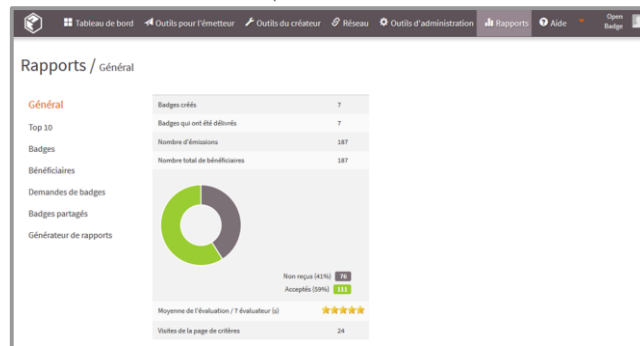 Tableau de bord Outils pour l'émetteur Outils du créateur Réseau Outils d'administration Rapports Aide Open Badge
Rapports / Général
Général
Top 10
Badges
Bénéficiaires
Demandes de badges
Badges partagés
Générateur de rapports
Badges créés 7
Badges qui ont été délivrés 7
Nombre d'émissions 187
Nombre total de bénéficiaires 187
Non reçus (41%) 76
Acceptés (59%) 111
Moyenne de l'évaluation / 7 évaluateur (s)
Visites de la page de critères 24